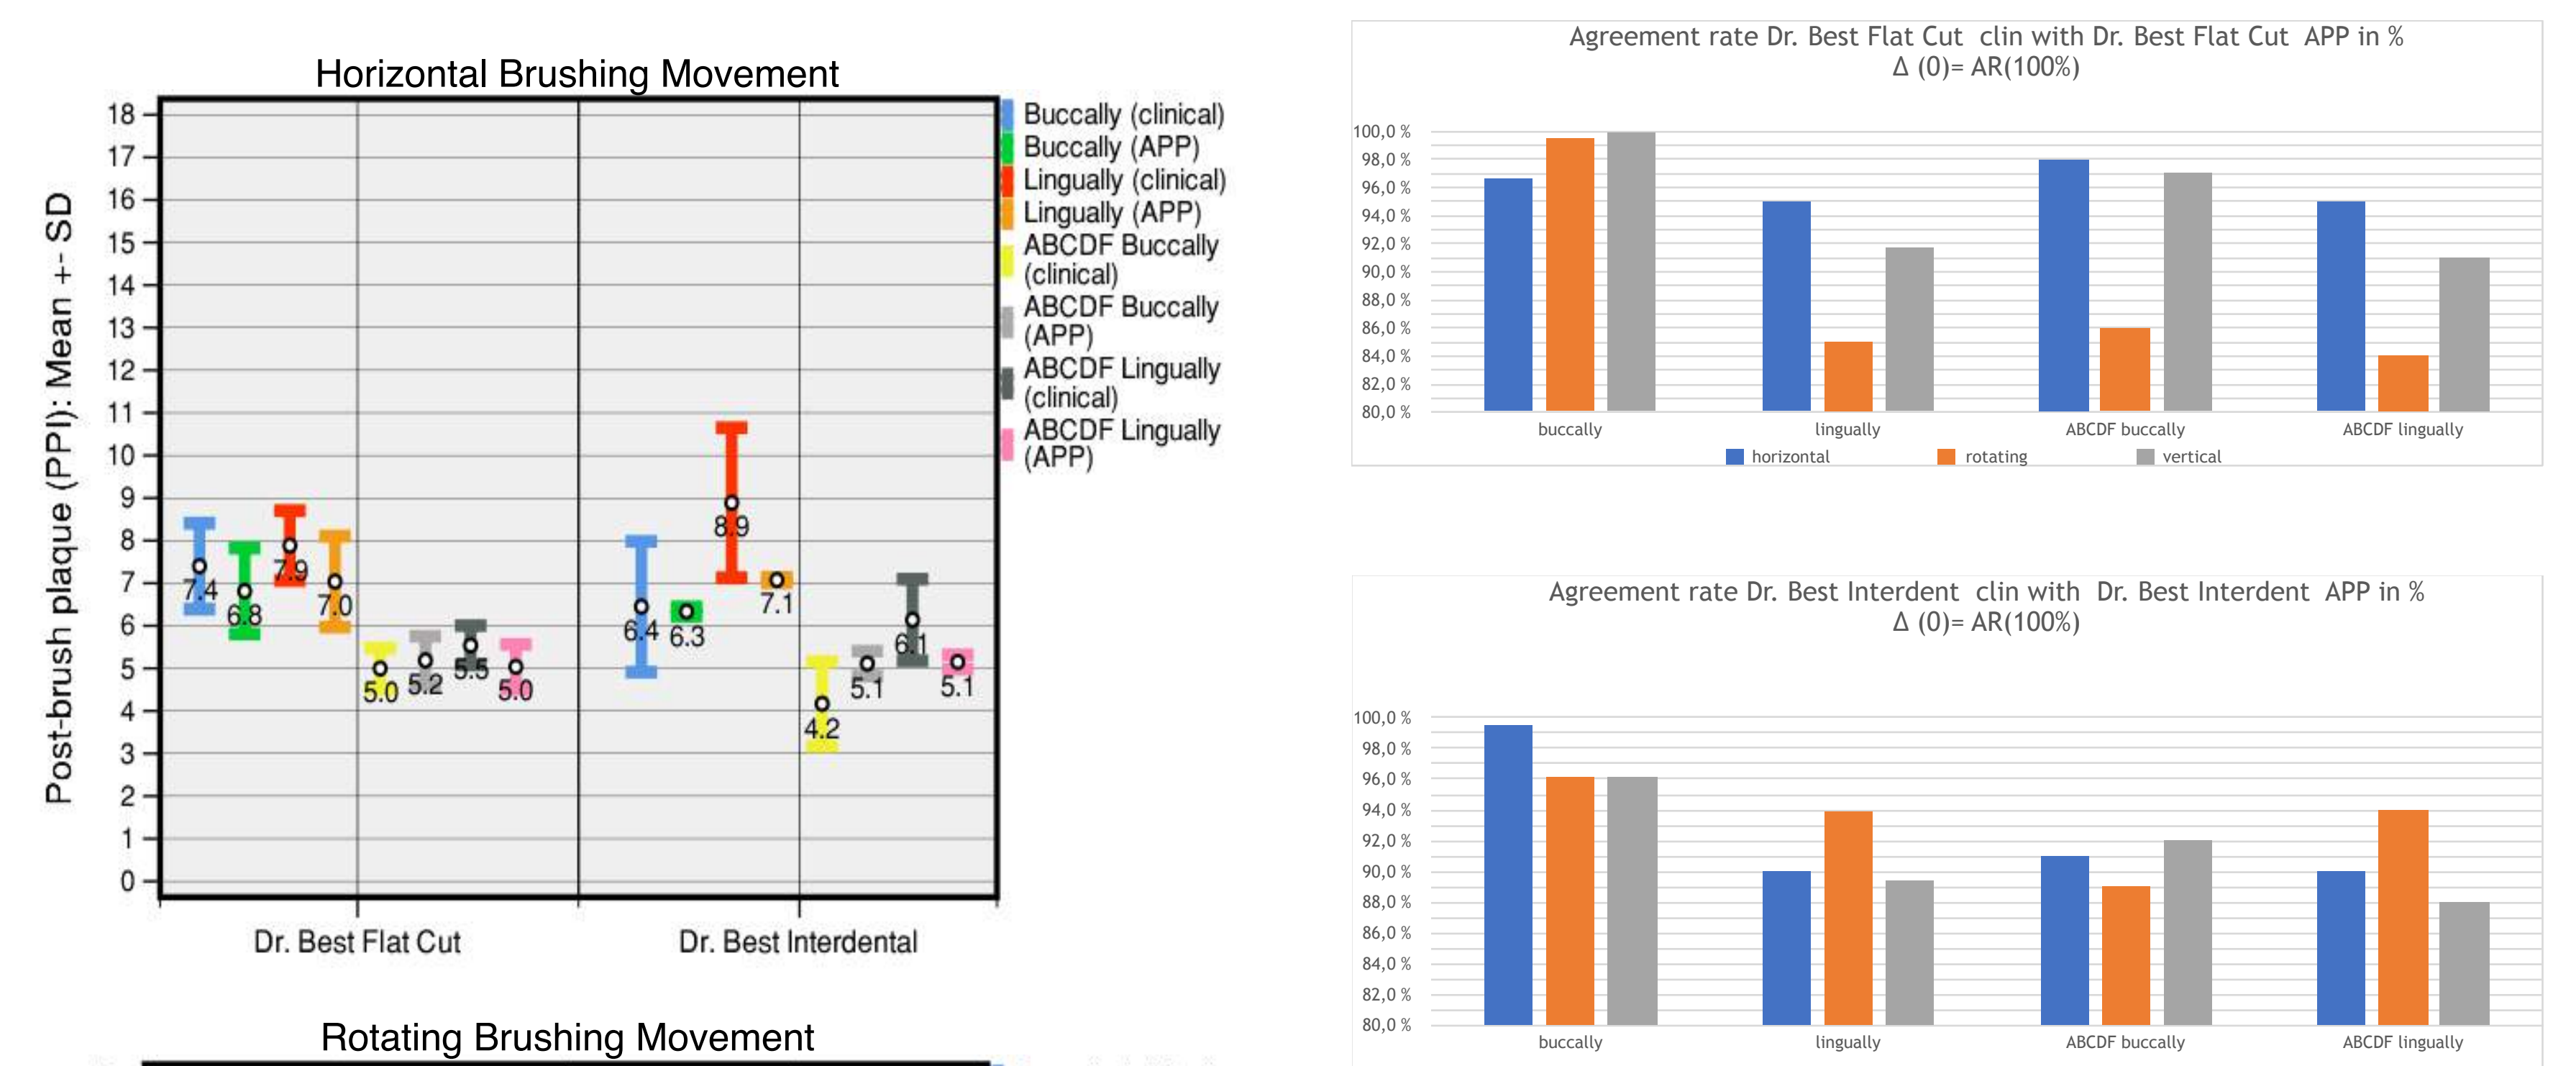 Horizontal Brushing Movement
Post-brush plaque (PPI): Mean +- SD
18
17
16
15
14
13
12
11
10
9
8
7
6
5
4
3
2
1
0
7.4
6.8
7.9
7.0
5.0
5.2
5.5
5.0
6.4
6.3
8.9
7.1
4.2
5.1
6.1
5.1
Dr. Best Flat Cut
Dr. Best Interdental
Buccally (clinical)
Buccally (APP)
Lingually (clinical)
Lingually (APP)
ABCDF Buccally
(clinical)
ABCDF Buccally
(APP)
ABCDF Lingually
(clinical)
ABCDF Lingually
(APP)
Rotating Brushing Movement
Agreement rate Dr. Best Flat Cut clin with Dr. Best Flat Cut APP in %
Δ (0)= AR(100%)
100,0 %
98,0 %
96,0 %
94,0 %
92,0 %
90,0 %
88,0 %
86,0 %
84,0 %
82,0 %
80,0 %
buccally
lingually
ABCDF buccally
ABCDF lingually
horizontal
rotating
vertical
Agreement rate Dr. Best Interdent clin with Dr. Best Interdent APP in %
Δ (0)= AR(100%)
100,0 %
98,0 %
96,0 %
94,0 %
92,0 %
90,0 %
88,0 %
86,0 %
84,0 %
82,0 %
80,0 %
buccally
lingually
ABCDF buccally
ABCDF lingually